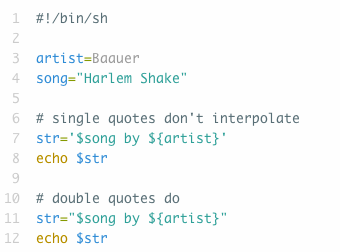 1 #!/bin/sh
2
3 artist=Baauer
4 song="Harlem Shake"
5
6 # single quotes don't interpolate
7 str='$song by ${artist}'
8 echo $str
9
10 # double quotes do
11 str="$song by ${artist}"
12 echo $str